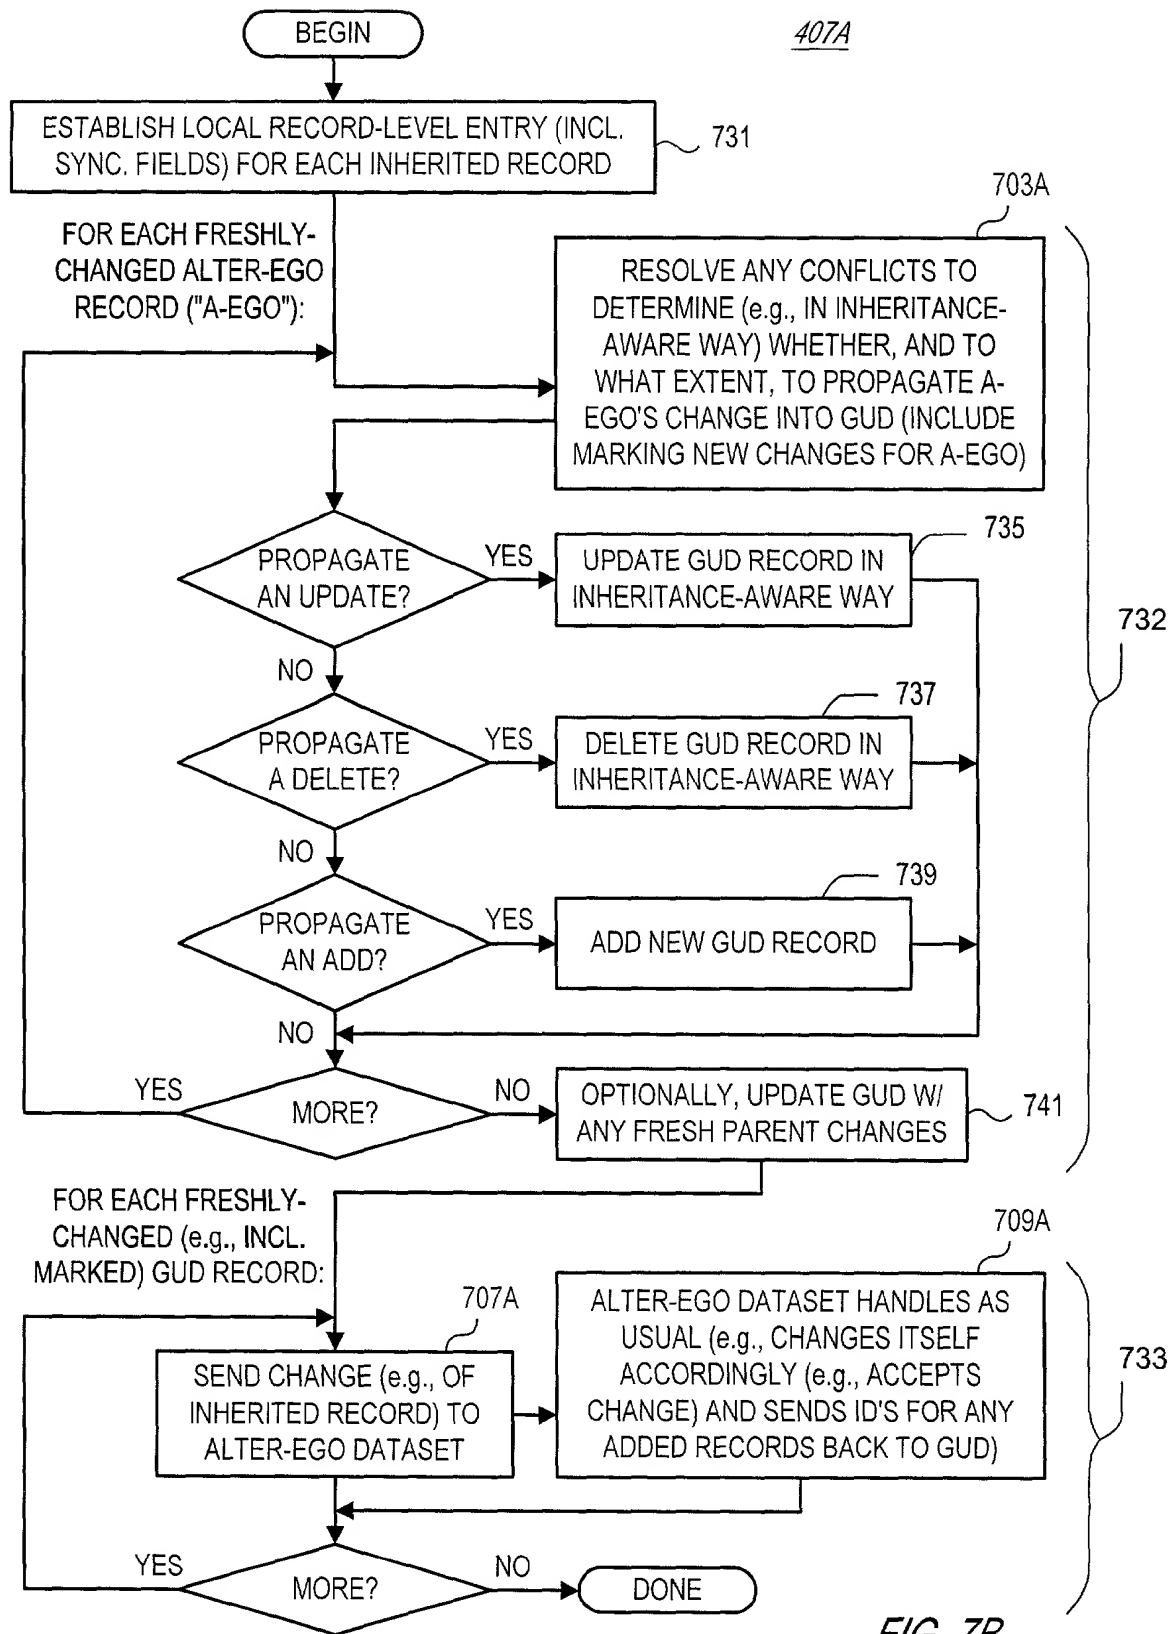 BEGIN
407A
ESTABLISH LOCAL RECORD-LEVEL ENTRY (INCL.
SYNC. FIELDS) FOR EACH INHERITED RECORD
731
FOR EACH FRESHLY-
CHANGED ALTER-EGO
RECORD ("A-EGO"):
703A
RESOLVE ANY CONFLICTS TO
DETERMINE (e.g., IN INHERITANCE-
AWARE WAY) WHETHER, AND TO
WHAT EXTENT, TO PROPAGATE A-
EGO'S CHANGE INTO GUD (INCLUDE
MARKING NEW CHANGES FOR A-EGO)
732
PROPAGATE
AN UPDATE?
YES
UPDATE GUD RECORD IN
INHERITANCE-AWARE WAY
735
NO
PROPAGATE
A DELETE?
YES
DELETE GUD RECORD IN
INHERITANCE-AWARE WAY
737
NO
PROPAGATE
AN ADD?
YES
ADD NEW GUD RECORD
739
NO
YES
MORE?
NO
OPTIONALLY, UPDATE GUD W/
ANY FRESH PARENT CHANGES
741
FOR EACH FRESHLY-
CHANGED (e.g., INCL.
MARKED) GUD RECORD:
707A
SEND CHANGE (e.g., OF
INHERITED RECORD) TO
ALTER-EGO DATASET
709A
ALTER-EGO DATASET HANDLES AS
USUAL (e.g., CHANGES ITSELF
ACCORDINGLY (e.g., ACCEPTS
CHANGE) AND SENDS ID'S FOR ANY
ADDED RECORDS BACK TO GUD)
733
YES
MORE?
NO
DONE
FIG. 7B